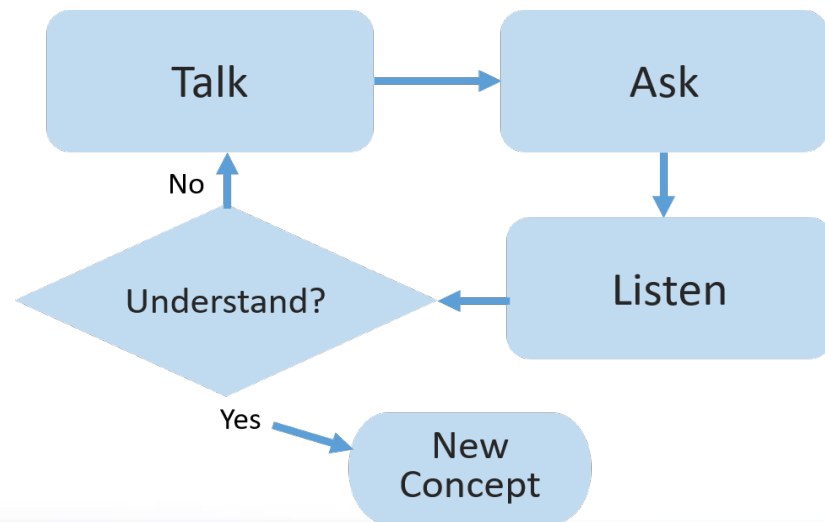 Talk
Ask
No
Understand?
Listen
Yes
New
Concept